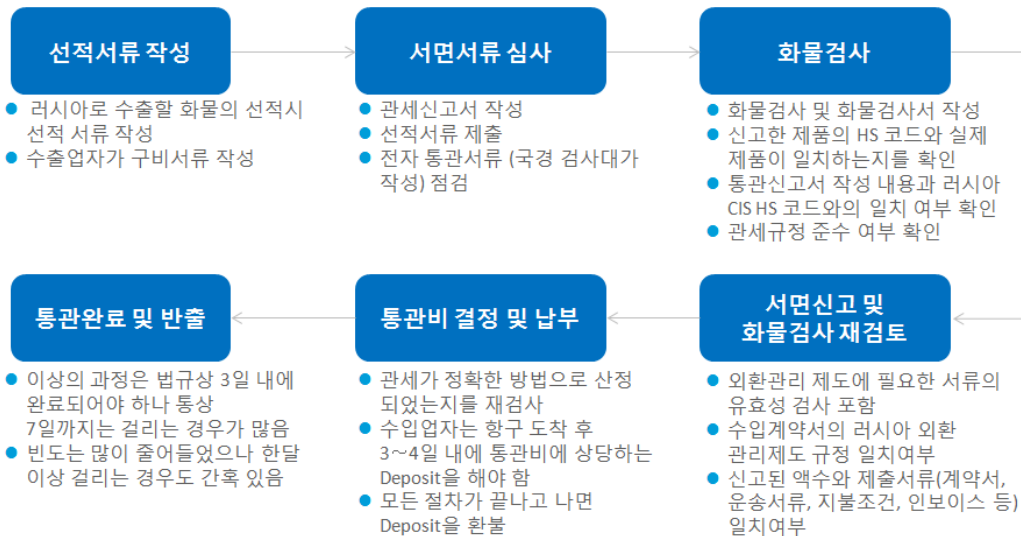 선적서류 작성
● 러시아로 수출할 화물의 선적시
선적 서류 작성
● 수출업자가 구비서류 작성
서면서류 심사
● 관세신고서 작성
● 선적서류 제출
● 전자 통관서류 (국경 검사대가
작성) 점검
화물검사
● 화물검사 및 화물검사서 작성
● 신고한 제품의 HS 코드와 실제
제품이 일치하는지를 확인
● 통관신고서 작성 내용과 러시아
CIS HS 코드와의 일치 여부 확인
● 관세규정 준수 여부 확인
서면신고 및
화물검사 재검토
● 외환관리 제도에 필요한 서류의
유효성 검사 포함
● 수입계약서의 러시아 외환
관리제도 규정 일치여부
● 신고된 액수와 제출서류(계약서,
운송서류, 지불조건, 인보이스 등)
일치여부
통관비 결정 및 납부
● 관세가 정확한 방법으로 산정
되었는지를 재검사
● 수입업자는 항구 도착 후
3~4일 내에 통관비에 상당하는
Deposit을 해야 함
● 모든 절차가 끝나고 나면
Deposit을 환불
통관완료 및 반출
● 이상의 과정은 법규상 3일 내에
완료되어야 하나 통상
7일까지는 걸리는 경우가 많음
● 빈도는 많이 줄어들었으나 한달
이상 걸리는 경우도 간혹 있음